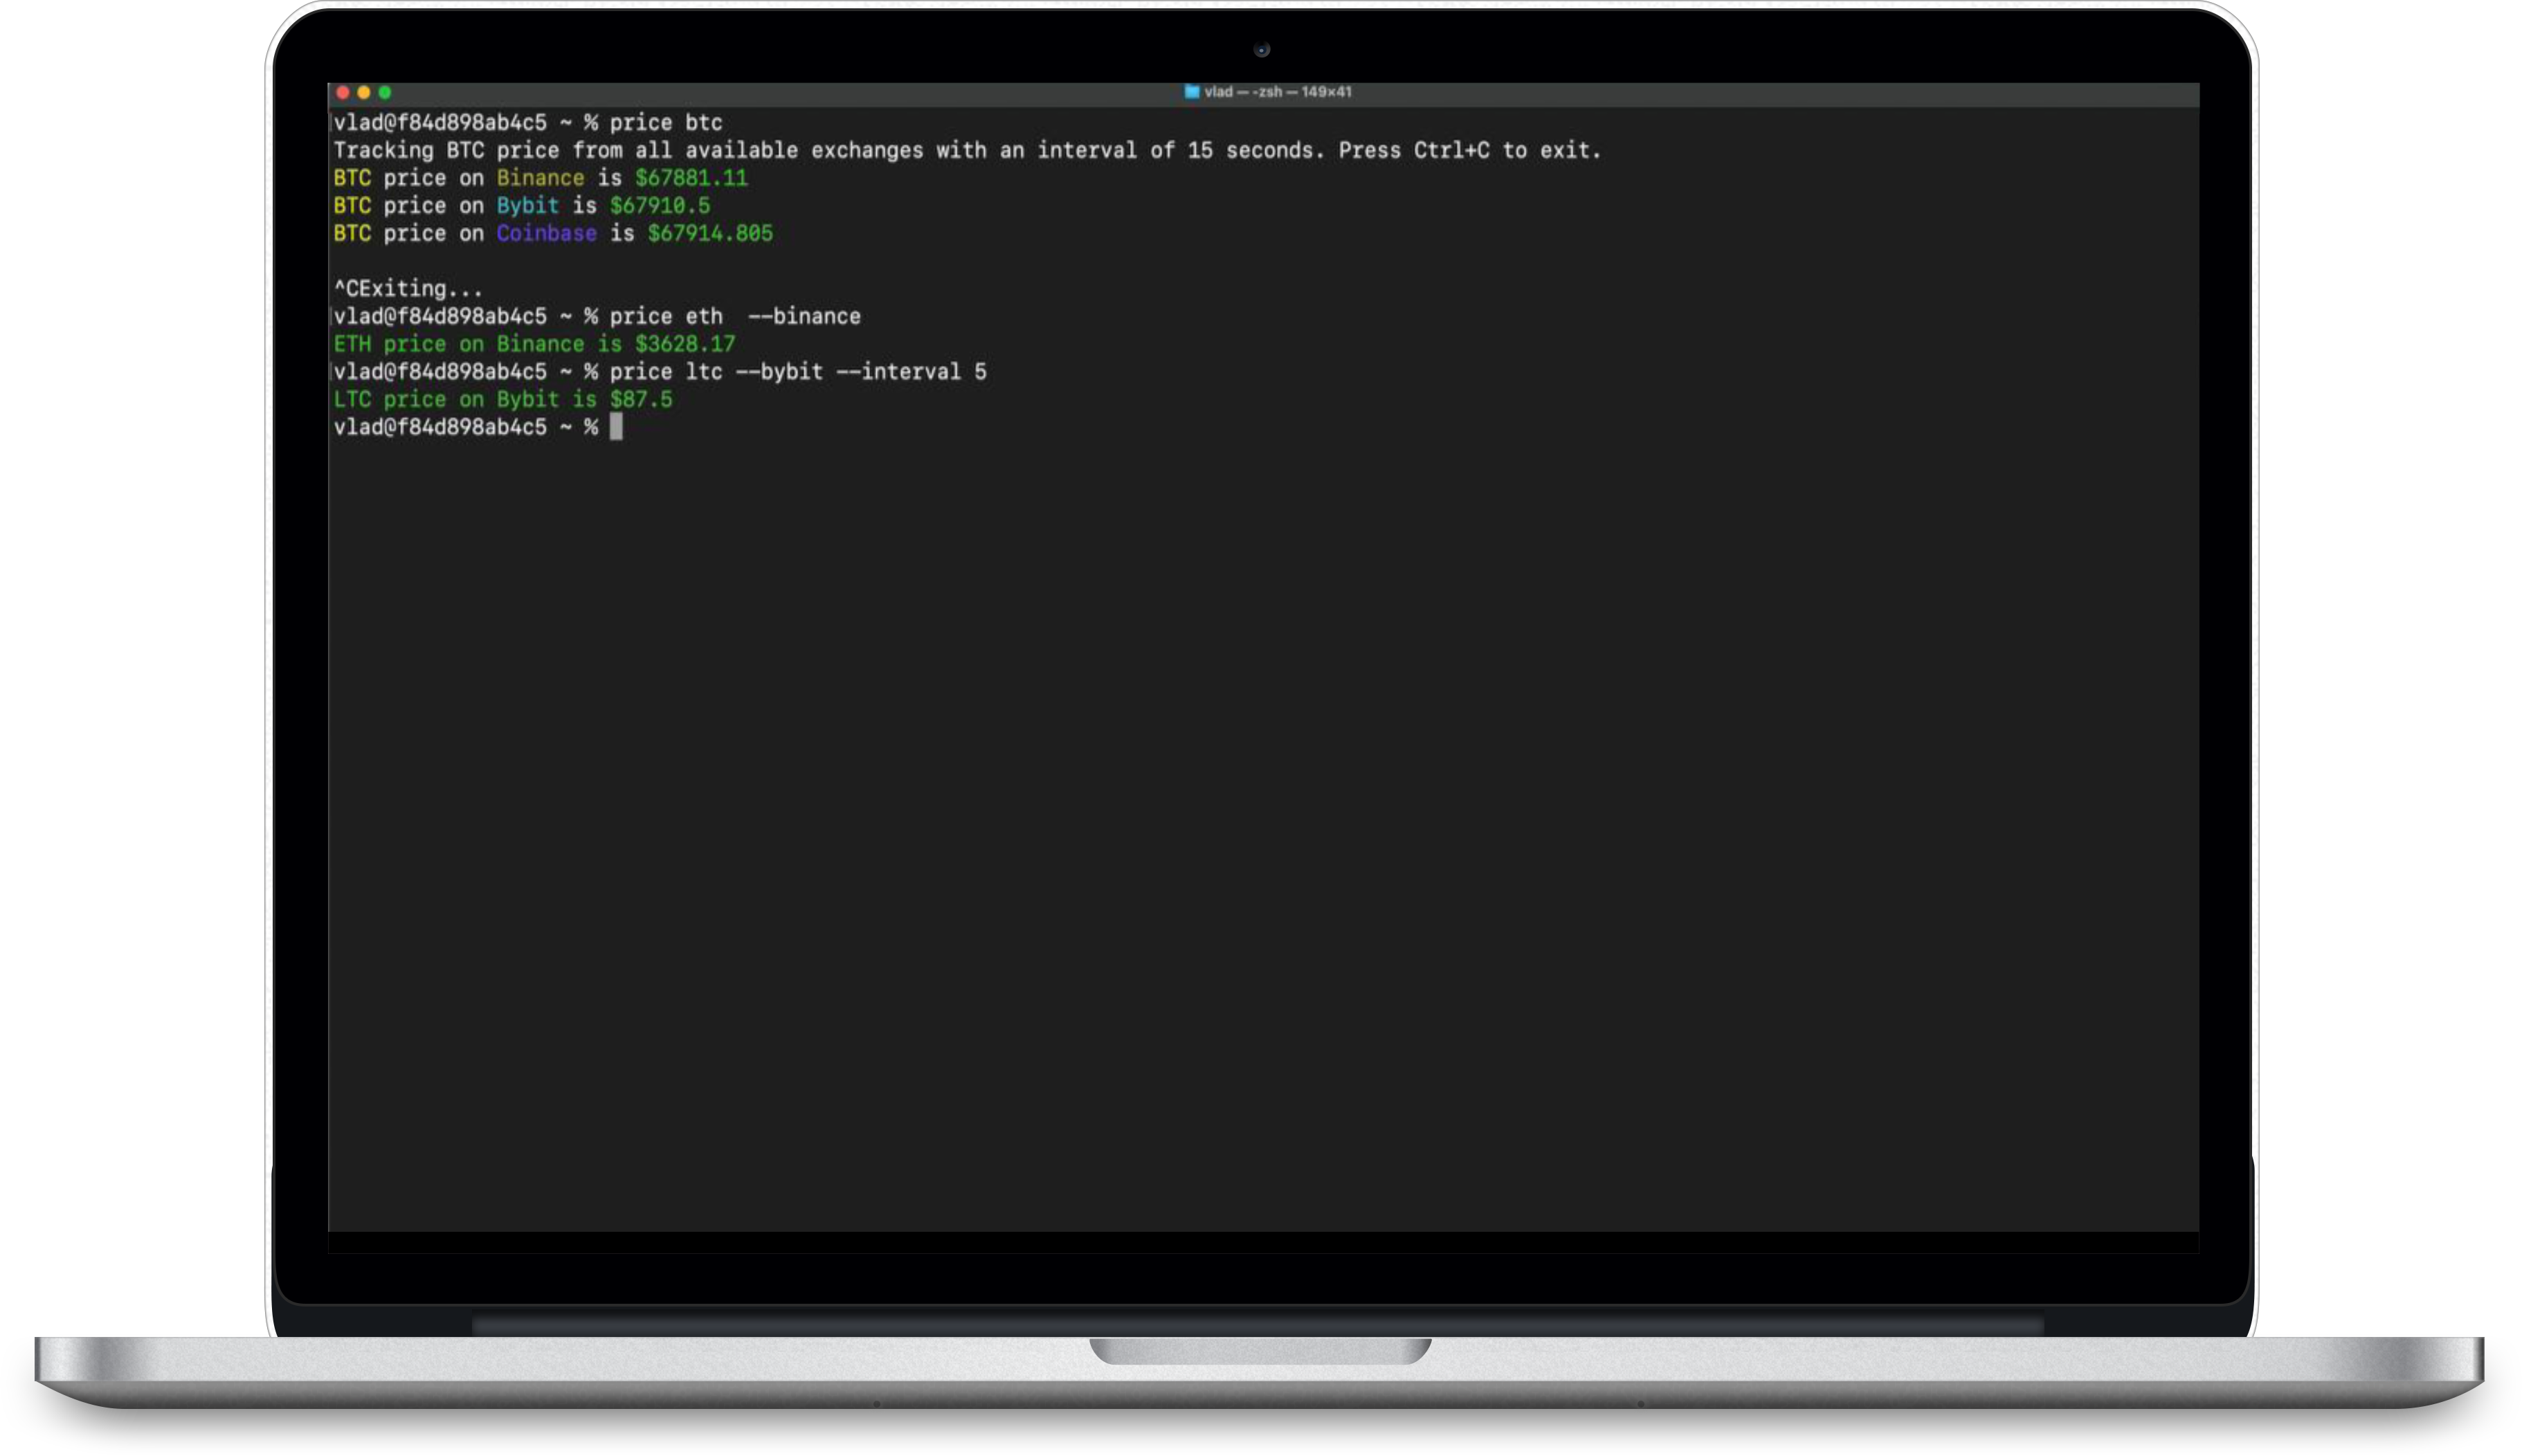 vlad — -zsh — 149×41
vlad@f84d898ab4c5 ~ % price btc
Tracking BTC price from all available exchanges with an interval of 15 seconds. Press Ctrl+C to exit.
BTC price on Binance is $67881.11
BTC price on Bybit is $67910.5
BTC price on Coinbase is $67914.805
^CExiting...
vlad@f84d898ab4c5 ~ % price eth  --binance
ETH price on Binance is $3628.17
vlad@f84d898ab4c5 ~ % price ltc --bybit --interval 5
LTC price on Bybit is $87.5
vlad@f84d898ab4c5 ~ %